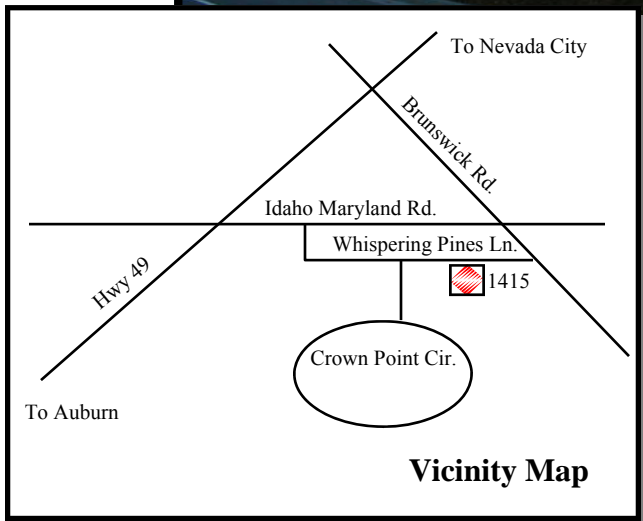 To Nevada City
Brunswick Rd.
Idaho Maryland Rd.
Whispering Pines Ln.
Hwy 49
1415
Crown Point Cir.
To Auburn
Vicinity Map